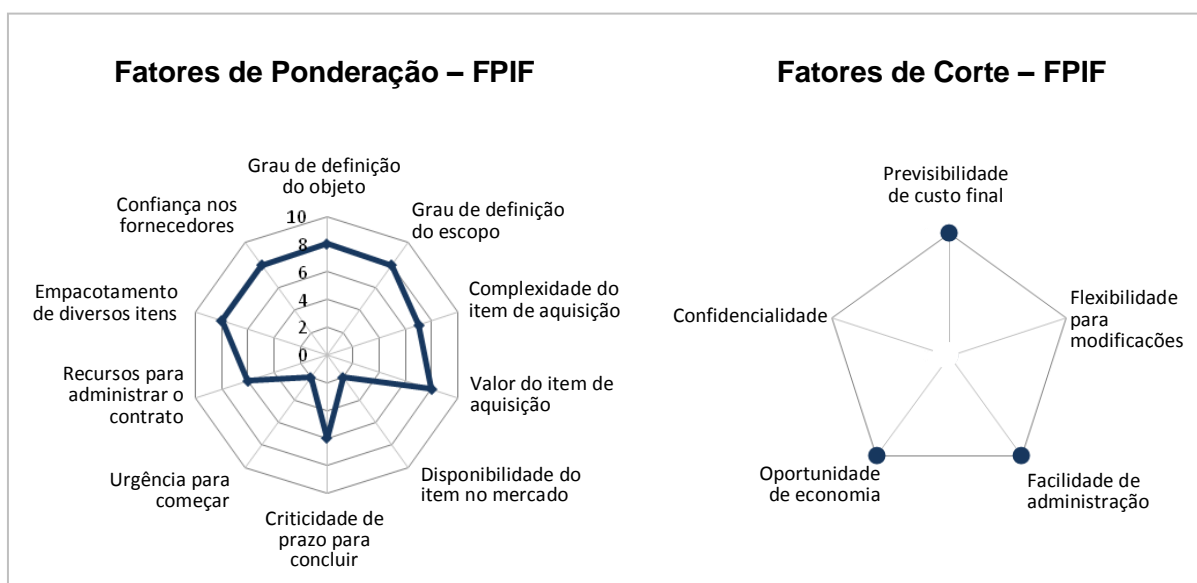 Fatores de Ponderação – FPIF
Grau de definição
do objeto
Grau de definição
do escopo
Complexidade do
item de aquisição
Valor do item de
aquisição
Disponibilidade do
item no mercado
Criticidade de
prazo para
concluir
Urgência para
começar
Recursos para
administrar o
contrato
Empacotamento
de diversos itens
Confiança nos
fornecedores
10
8
6
4
2
0
Fatores de Corte – FPIF
Previsibilidade
de custo final
Flexibilidade
para
modificacões
Facilidade de
administração
Oportunidade
de economia
Confidencialidade